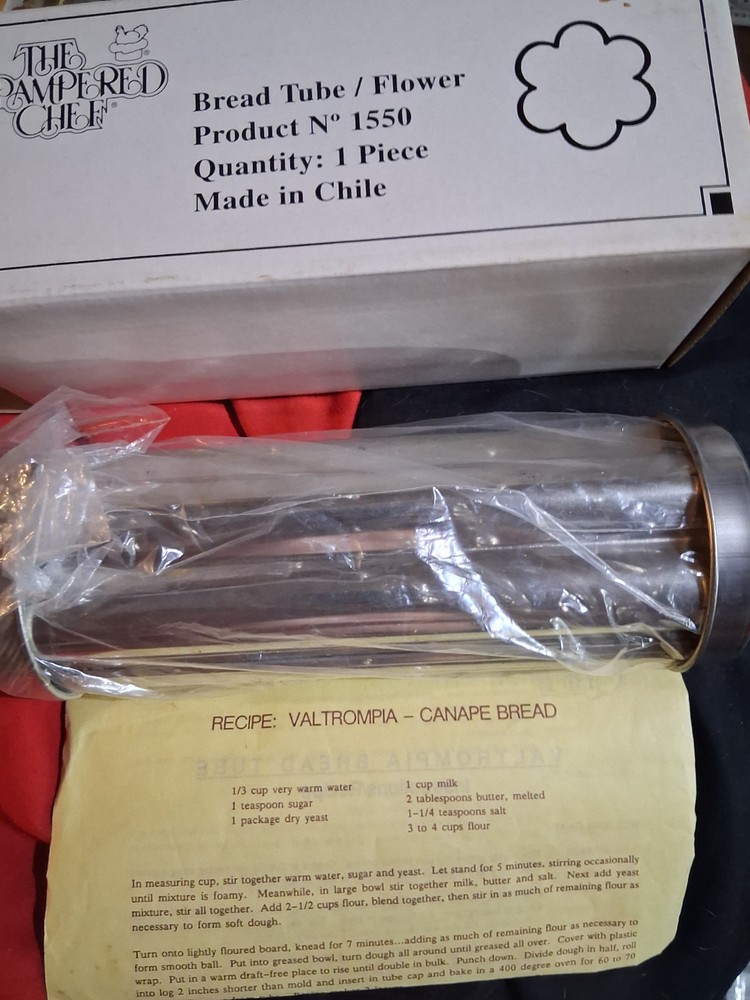 THE
PAMPERED
CHEF®
Bread Tube / Flower
Product Nº 1550
Quantity: 1 Piece
Made in Chile
RECIPE: VALTROMPIA – CANAPE BREAD
VALTROMPIA BREAD TUBE
1/3 cup very warm water
1 teaspoon sugar
1 package dry yeast
1 cup milk
2 tablespoons butter, melted
1-1/4 teaspoons salt
3 to 4 cups flour
In measuring cup, stir together warm water, sugar and yeast. Let stand for 5 minutes, stirring occasionally
until mixture is foamy. Meanwhile, in large bowl stir together milk, butter and salt. Next add yeast
mixture, stir all together. Add 2-1/2 cups flour, blend together, then stir in as much of remaining flour as
necessary to form soft dough.
Turn onto lightly floured board, knead for 7 minutes...adding as much of remaining flour as necessary to
form smooth ball. Put into greased bowl, turn dough all around until greased all over. Cover with plastic
wrap. Put in a warm draft-free place to rise until double in bulk. Punch down. Divide dough in half, roll
into log 2 inches shorter than mold and insert in tube cap and bake in a 400 degree oven for 60 to 70